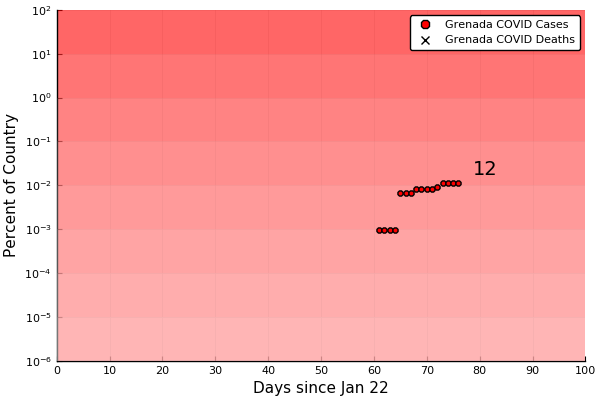 10²
10¹
10⁰
10⁻¹
10⁻²
10⁻³
10⁻⁴
10⁻⁵
10⁻⁶
Percent of Country
Grenada COVID Cases
Grenada COVID Deaths
12
0 10 20 30 40 50 60 70 80 90 100
Days since Jan 22